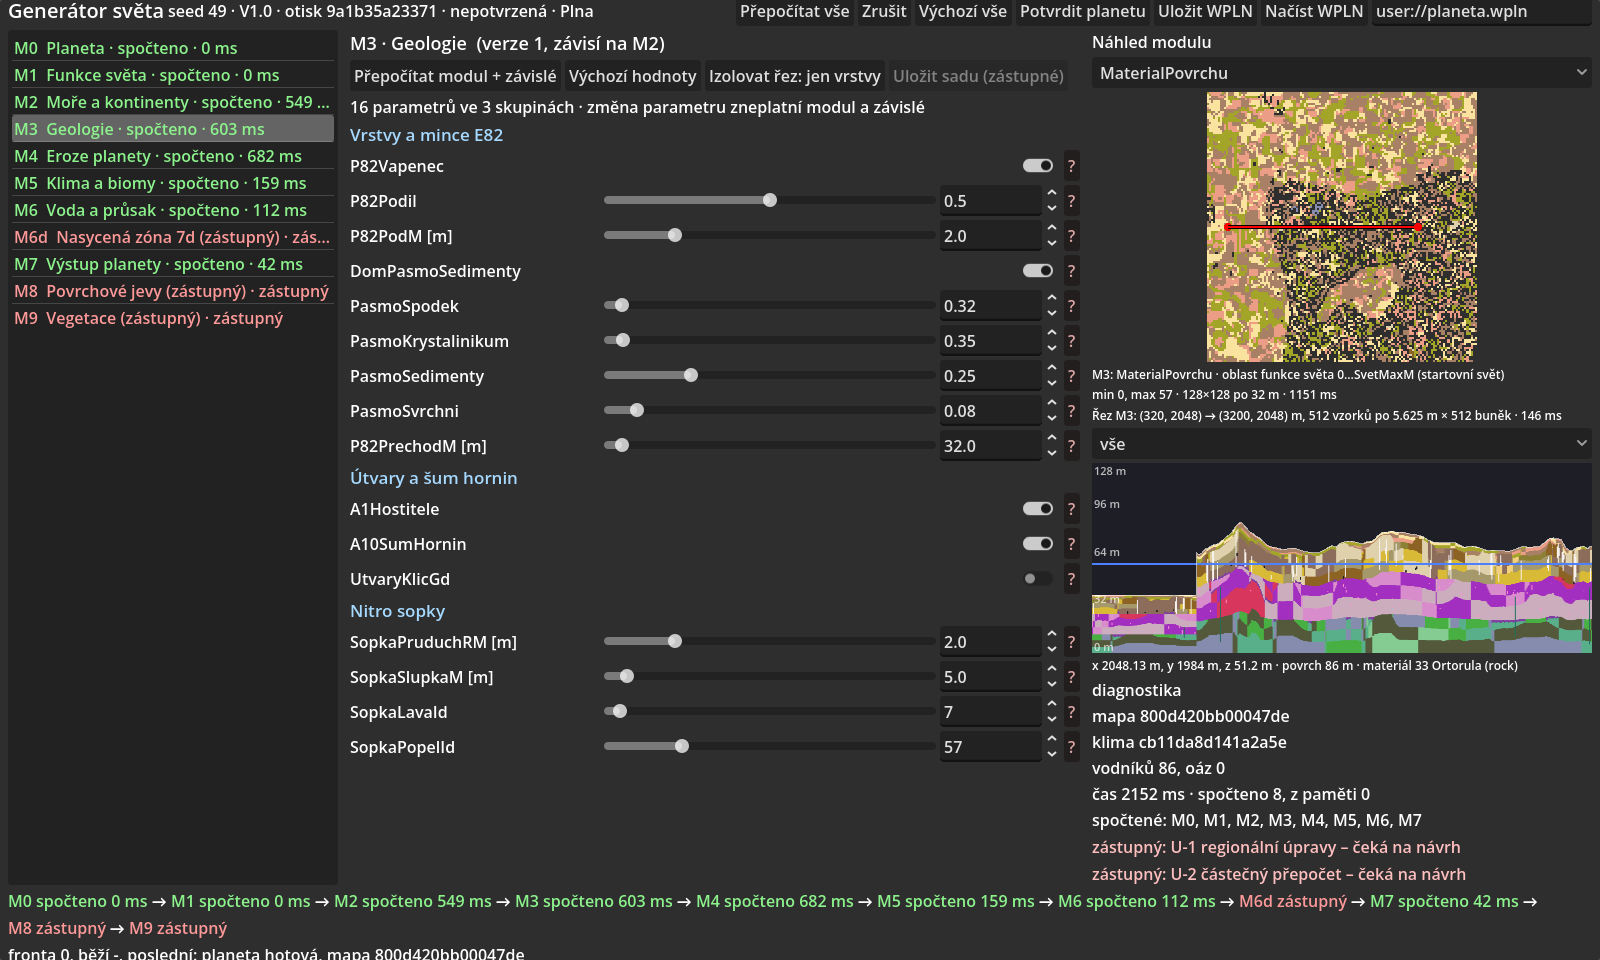 Generátor světa seed 49 · V1.0 · otisk 9a1b35a23371 · nepotvrzená · Plna
Přepočítat vše Zrušit Výchozí vše Potvrdit planetu Uložit WPLN Načíst WPLN user://planeta.wpln
M0 Planeta · spočteno · 0 ms
M1 Funkce světa · spočteno · 0 ms
M2 Moře a kontinenty · spočteno · 549 ...
M3 Geologie · spočteno · 603 ms
M4 Eroze planety · spočteno · 682 ms
M5 Klima a biomy · spočteno · 159 ms
M6 Voda a průsak · spočteno · 112 ms
M6d Nasycená zóna 7d (zástupný) · zás...
M7 Výstup planety · spočteno · 42 ms
M8 Povrchové jevy (zástupný) · zástupný
M9 Vegetace (zástupný) · zástupný
M3 · Geologie (verze 1, závisí na M2)
Přepočítat modul + závislé Výchozí hodnoty Izolovat řez: jen vrstvy Uložit sadu (zástupné)
16 parametrů ve 3 skupinách · změna parametru zneplatní modul a závislé
Vrstvy a mince E82
P82Vapenec ?
P82Podil 0.5 ?
P82PodM [m] 2.0 ?
DomPasmoSedimenty ?
PasmoSpodek 0.32 ?
PasmoKrystalinikum 0.35 ?
PasmoSedimenty 0.25 ?
PasmoSvrchni 0.08 ?
P82PrechodM [m] 32.0 ?
Útvary a šum hornin
A1Hostitele ?
A10SumHornin ?
UtvaryKlicGd ?
Nitro sopky
SopkaPruduchRM [m] 2.0 ?
SopkaSlupkaM [m] 5.0 ?
SopkaLavaId 7 ?
SopkaPopelId 57 ?
Náhled modulu
MaterialPovrchu
M3: MaterialPovrchu · oblast funkce světa 0...SvetMaxM (startovní svět)
min 0, max 57 · 128×128 po 32 m · 1151 ms
Řez M3: (320, 2048) → (3200, 2048) m, 512 vzorků po 5.625 m × 512 buněk · 146 ms
vše
128 m
96 m
64 m
32 m
0 m
x 2048.13 m, y 1984 m, z 51.2 m · povrch 86 m · materiál 33 Ortorula (rock)
diagnostika
mapa 800d420bb00047de
klima cb11da8d141a2a5e
vodníků 86, oáz 0
čas 2152 ms · spočteno 8, z paměti 0
spočtené: M0, M1, M2, M3, M4, M5, M6, M7
zástupný: U-1 regionální úpravy – čeká na návrh
zástupný: U-2 částečný přepočet – čeká na návrh
M0 spočteno 0 ms → M1 spočteno 0 ms → M2 spočteno 549 ms → M3 spočteno 603 ms → M4 spočteno 682 ms → M5 spočteno 159 ms → M6 spočteno 112 ms → M6d zástupný → M7 spočteno 42 ms →
M8 zástupný → M9 zástupný
fronta 0, běží -, poslední: planeta hotová, mapa 800d420bb00047de